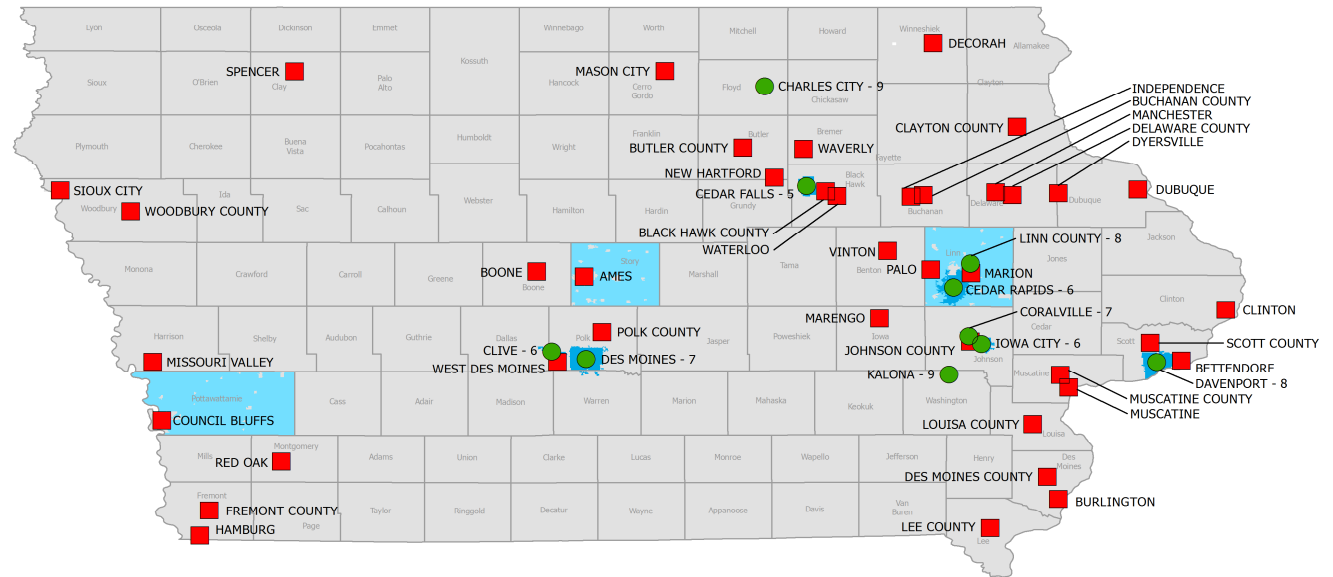 Lyon
Osceola
Dickinson
Emmet
Winnebago
Worth
Mitchell
Howard
Winneshiek
Allamakee
DECORAH
Kossuth
SPENCER
MASON CITY
CHARLES CITY - 9
Sioux
O'Brien
Clay
Palo
Alto
Hancock
Cerro
Gordo
Floyd
Chickasaw
Clayton
INDEPENDENCE
BUCHANAN COUNTY
MANCHESTER
DELAWARE COUNTY
DYERSVILLE
CLAYTON COUNTY
Plymouth
Cherokee
Buena
Vista
Pocahontas
Humboldt
Wright
Franklin
Butler
Bremer
Fayette
BUTLER COUNTY
WAVERLY
NEW HARTFORD
CEDAR FALLS - 5
Black
Hawk
SIOUX CITY
Woodbury
WOODBURY COUNTY
Ida
Sac
Calhoun
Webster
Hamilton
Hardin
Grundy
Buchanan
Delaware
Dubuque
DUBUQUE
BLACK HAWK COUNTY
WATERLOO
LINN COUNTY - 8
Jackson
Monona
Crawford
Carroll
Greene
BOONE
Boone
Story
AMES
Marshall
Tama
VINTON
Benton
PALO
Linn
MARION
Jones
CEDAR RAPIDS - 6
Clinton
CLINTON
CORALVILLE - 7
Cedar
Harrison
Shelby
Audubon
Guthrie
Dallas
Polk
POLK COUNTY
Jasper
Poweshiek
MARENGO
Iowa
JOHNSON COUNTY
Johnson
IOWA CITY - 6
Scott
SCOTT COUNTY
MISSOURI VALLEY
CLIVE - 6
WEST DES MOINES
DES MOINES - 7
KALONA - 9
Muscatine
BETTENDORF
DAVENPORT - 8
MUSCATINE COUNTY
MUSCATINE
Pottawattamie
COUNCIL BLUFFS
Cass
Adair
Madison
Warren
Marion
Mahaska
Keokuk
Washington
LOUISA COUNTY
Louisa
Mills
Montgomery
RED OAK
Adams
Union
Clarke
Lucas
Monroe
Wapello
Jefferson
Henry
Des
Moines
DES MOINES COUNTY
Fremont
FREMONT COUNTY
HAMBURG
Page
Taylor
Ringgold
Decatur
Wayne
Appanoose
Davis
Van
Buren
BURLINGTON
LEE COUNTY
Lee